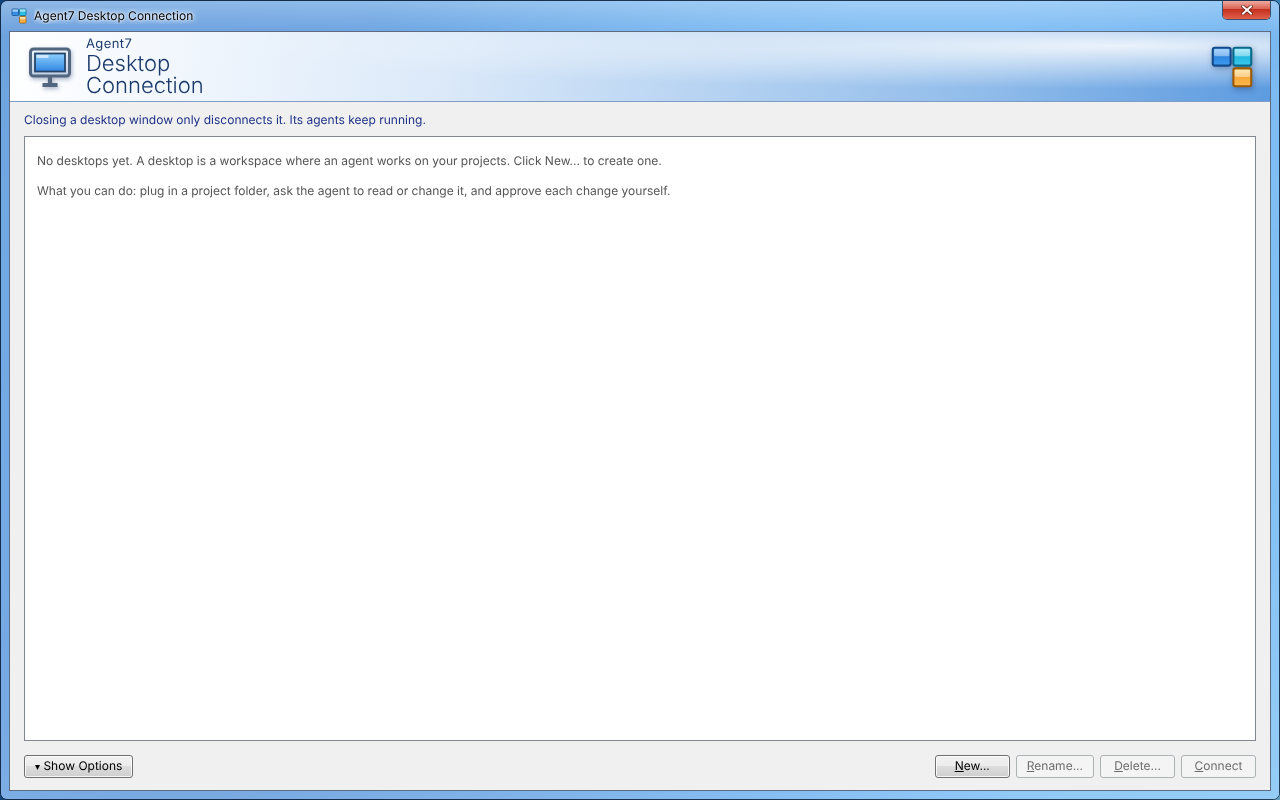 Agent7 Desktop Connection
Agent7
Desktop
Connection
Closing a desktop window only disconnects it. Its agents keep running.
No desktops yet. A desktop is a workspace where an agent works on your projects. Click New... to create one.
What you can do: plug in a project folder, ask the agent to read or change it, and approve each change yourself.
▾ Show Options
New...
Rename...
Delete...
Connect